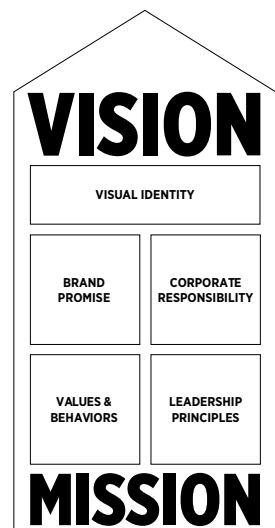 VISION
VISUAL IDENTITY
BRAND
PROMISE
CORPORATE
RESPONSIBILITY
VALUES &
BEHAVIORS
LEADERSHIP
PRINCIPLES
MISSION